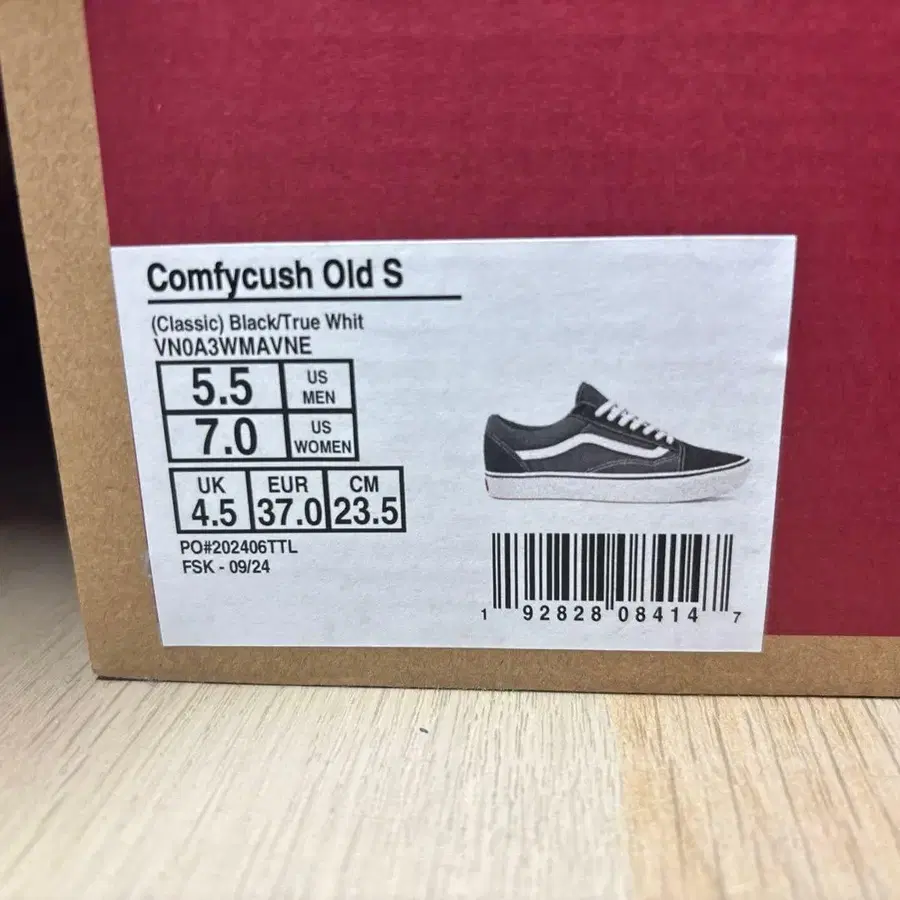 Comfycush Old S
(Classic) Black/True Whit
VN0A3WMAVNE
5.5 US MEN
7.0 US WOMEN
UK EUR CM
4.5 37.0 23.5
PO#202406TTL
FSK - 09/24
1 92828 08414 7